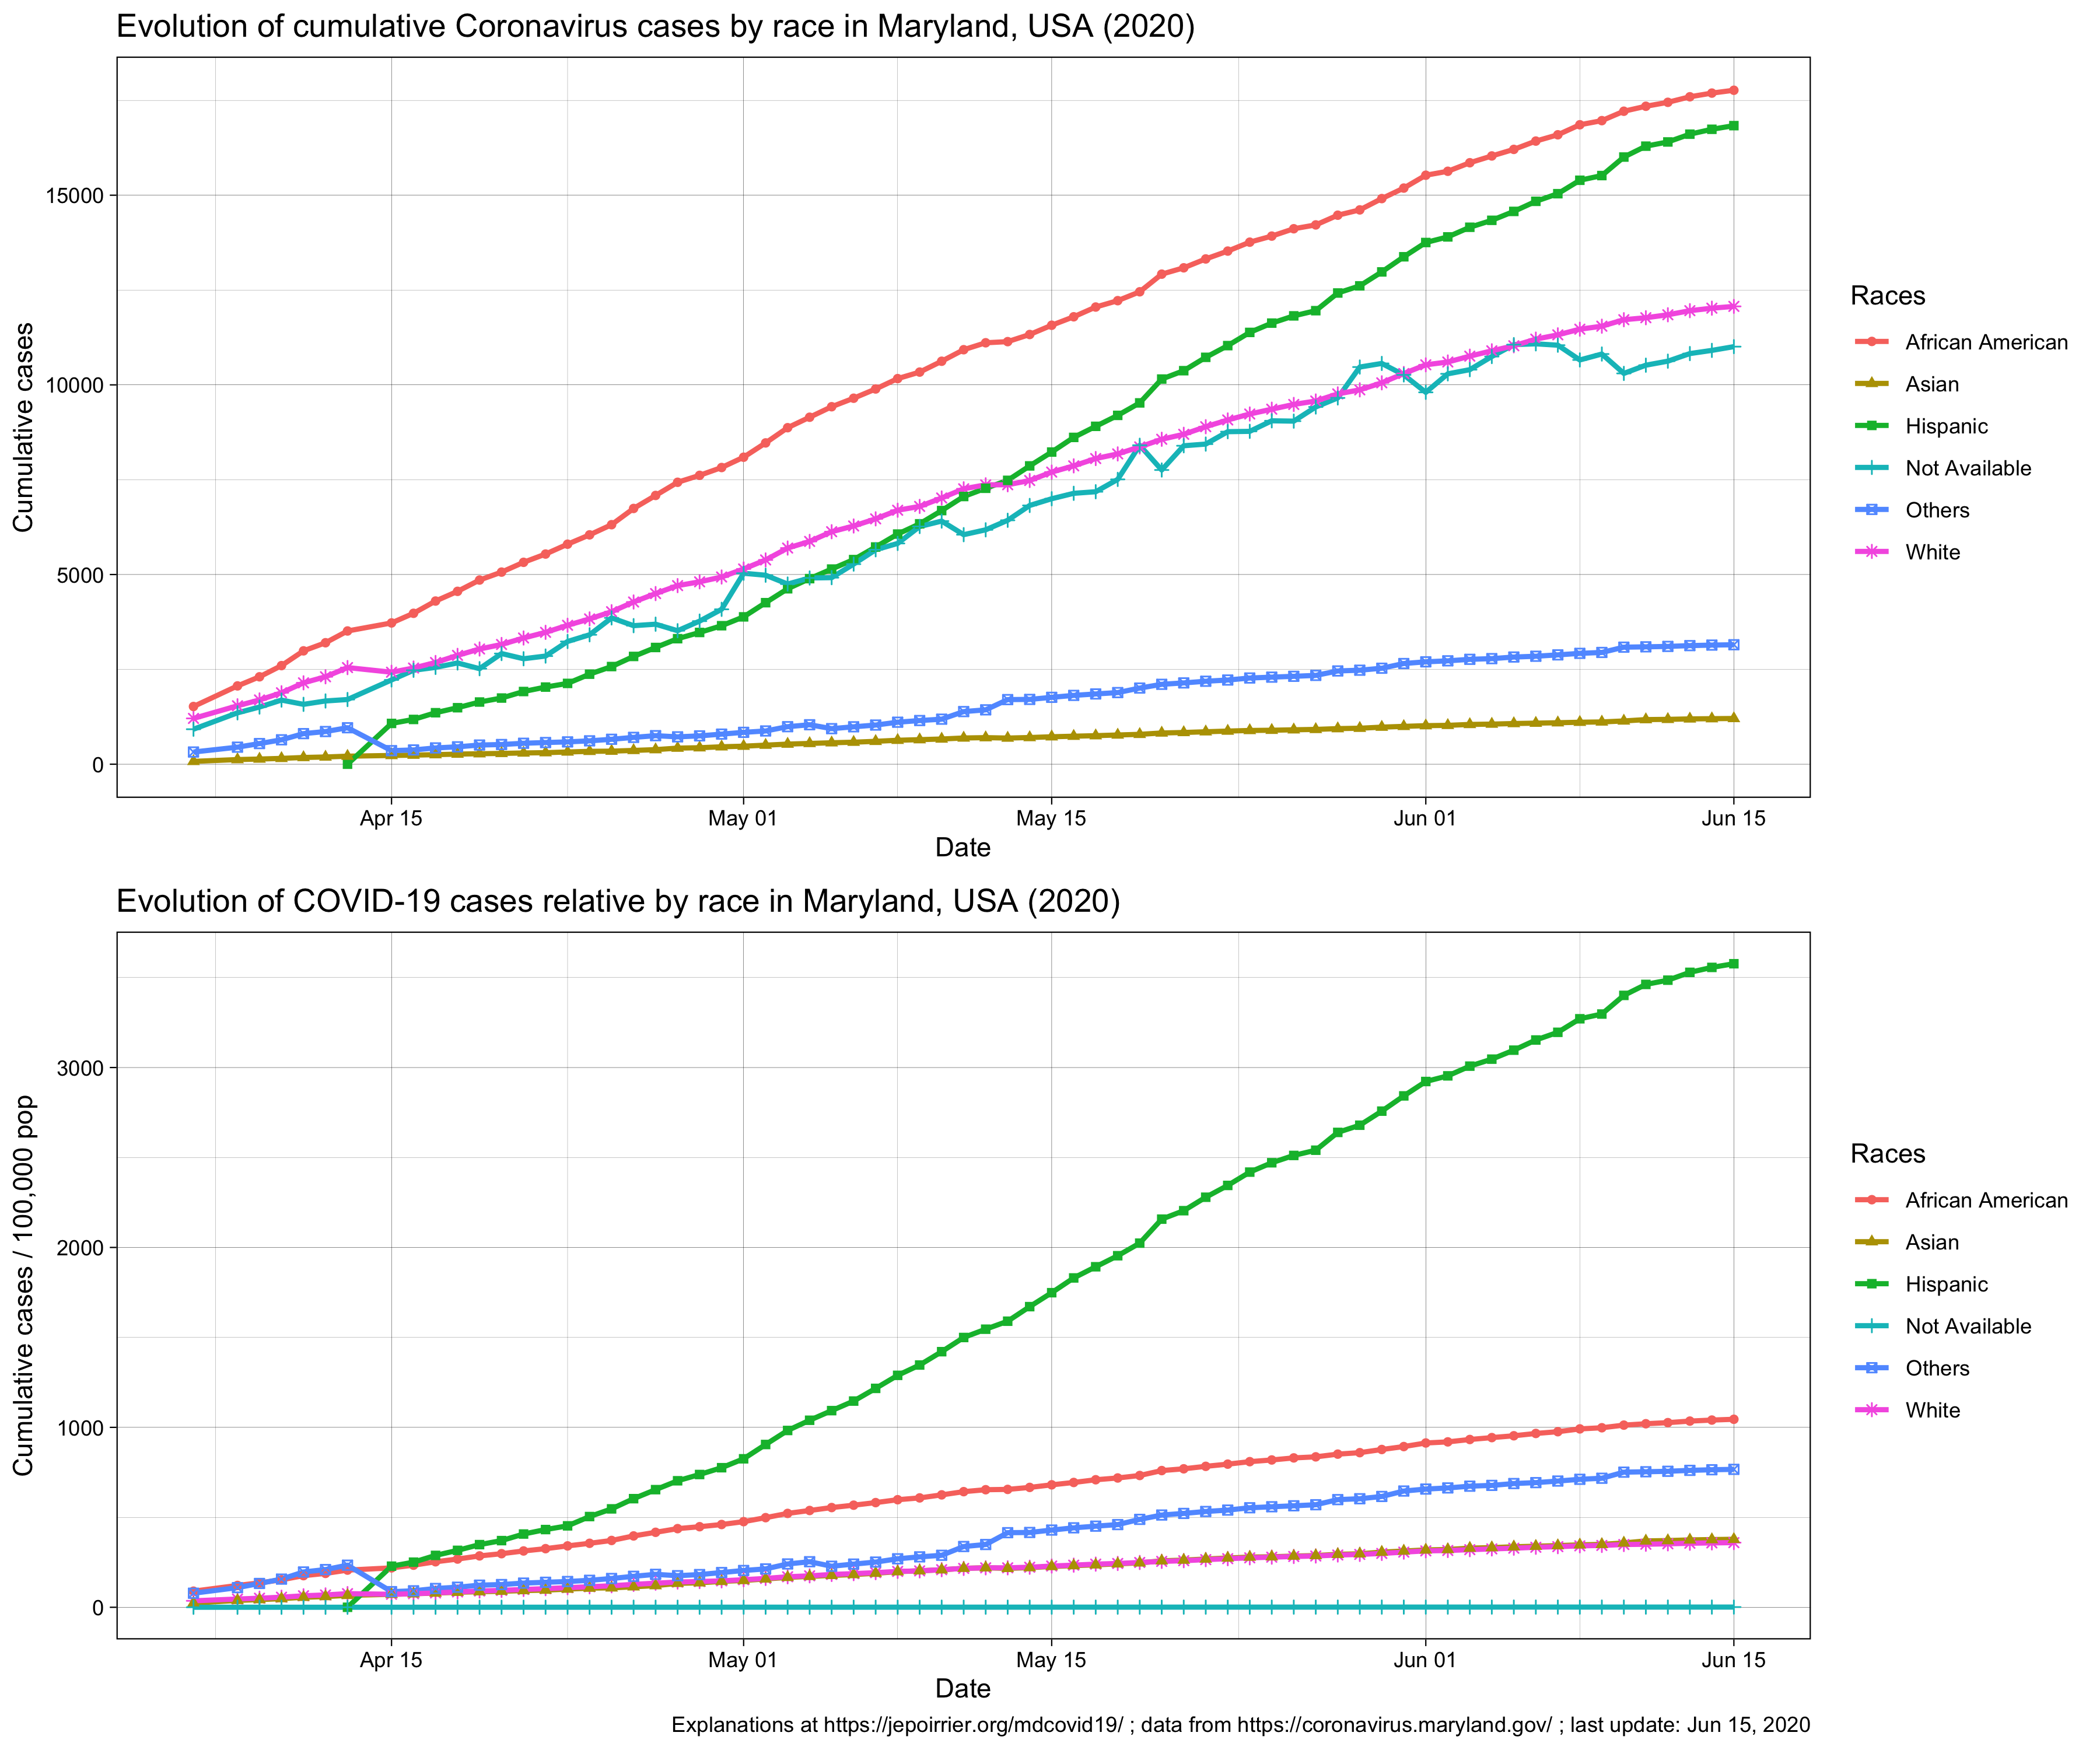 Evolution of cumulative Coronavirus cases by race in Maryland, USA (2020)
Cumulative cases
15000
10000
5000
0
Apr 15
May 01
May 15
Jun 01
Jun 15
Date
Races
African American
Asian
Hispanic
Not Available
Others
White
Evolution of COVID-19 cases relative by race in Maryland, USA (2020)
Cumulative cases / 100,000 pop
3000
2000
1000
0
Apr 15
May 01
May 15
Jun 01
Jun 15
Date
Races
African American
Asian
Hispanic
Not Available
Others
White
Explanations at https://jepoirrier.org/mdcovid19/ ; data from https://coronavirus.maryland.gov/ ; last update: Jun 15, 2020